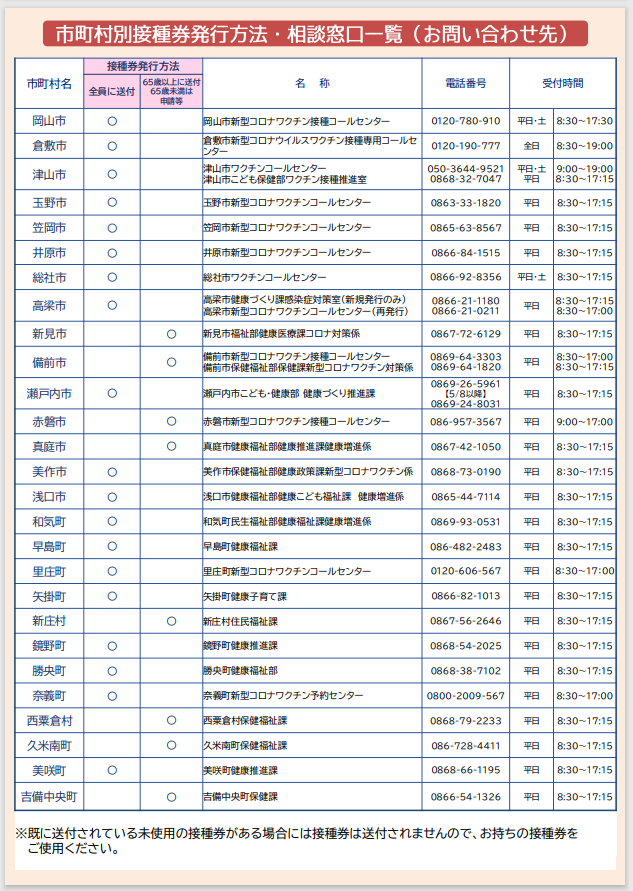 市町村別接種券発行方法・相談窓口一覧（お問い合わせ先）
市町村名 接種券発行方法 名 称 電話番号 受付時間
全員に送付 65歳以上に送付
65歳未満は
申請等
岡山市 ○ 岡山市新型コロナワクチン接種コールセンター 0120-780-910 平日・土 8:30～17:30
倉敷市 ○ 倉敷市新型コロナウイルスワクチン接種専用コールセ
ンター 0120-190-777 全日 8:30～19:00
津山市 ○ 津山市ワクチンコールセンター 050-3644-9521 平日・土 9:00～19:00
津山市こども保健部ワクチン接種推進室 0868-32-7047 平日 8:30～17:15
玉野市 ○ 玉野市新型コロナワクチンコールセンター 0863-33-1820 平日 8:30～17:15
笠岡市 ○ 笠岡市新型コロナワクチンコールセンター 0865-63-8567 平日 8:30～17:15
井原市 ○ 井原市新型コロナワクチンコールセンター 0866-84-1515 平日 8:30～17:15
総社市 ○ 総社市ワクチンコールセンター 0866-92-8356 平日・土 8:30～17:15
高梁市 ○ 高梁市健康づくり課感染症対策室（新規発行のみ） 0866-21-1180 平日 8:30～17:15
高梁市新型コロナワクチンコールセンター（再発行） 0866-21-0211 8:30～17:00
新見市 ○ 新見市福祉部健康医療課コロナ対策係 0867-72-6129 平日 8:30～17:15
備前市 ○ 備前市新型コロナワクチン接種コールセンター 0869-64-3303 平日 8:30～17:00
備前市保健福祉部保健課新型コロナワクチン対策係 0869-64-1820 8:30～17:15
瀬戸内市 ○ 瀬戸内市こども・健康部 健康づくり推進課 0869-26-5961 平日 8:30～17:15
【5/8以降】
0869-24-8031
赤磐市 ○ 赤磐市新型コロナワクチン接種コールセンター 086-957-3567 平日 9:00～17:00
真庭市 ○ 真庭市健康福祉部健康推進課健康増進係 0867-42-1050 平日 8:30～17:15
美作市 ○ 美作市保健福祉部健康政策課新型コロナワクチン係 0868-73-0190 平日 8:30～17:15
浅口市 ○ 浅口市健康福祉部健康こども福祉課 健康増進係 0865-44-7114 平日 8:30～17:15
和気町 ○ 和気町民生福祉部健康福祉課健康増進係 0869-93-0531 平日 8:30～17:15
早島町 ○ 早島町健康福祉課 086-482-2483 平日 8:30～17:15
里庄町 ○ 里庄町新型コロナワクチンコールセンター 0120-606-567 平日 8:30～17:00
矢掛町 ○ 矢掛町健康子育て課 0866-82-1013 平日 8:30～17:15
新庄村 ○ 新庄村住民福祉課 0867-56-2646 平日 8:30～17:15
鏡野町 ○ 鏡野町健康推進課 0868-54-2025 平日 8:30～17:15
勝央町 ○ 勝央町健康福祉部 0868-38-7102 平日 8:30～17:15
奈義町 ○ 奈義町新型コロナワクチン予約センター 0800-2009-567 平日 8:30～17:00
西粟倉村 ○ 西粟倉村保健福祉課 0868-79-2233 平日 8:30～17:15
久米南町 ○ 久米南町保健福祉課 086-728-4411 平日 8:30～17:15
美咲町 ○ 美咲町健康推進課 0868-66-1195 平日 8:30～17:15
吉備中央町 ○ 吉備中央町保健課 0866-54-1326 平日 8:30～17:15
※既に送付されている未使用の接種券がある場合には接種券は送付されませんので、お持ちの接種券を
ご使用ください。